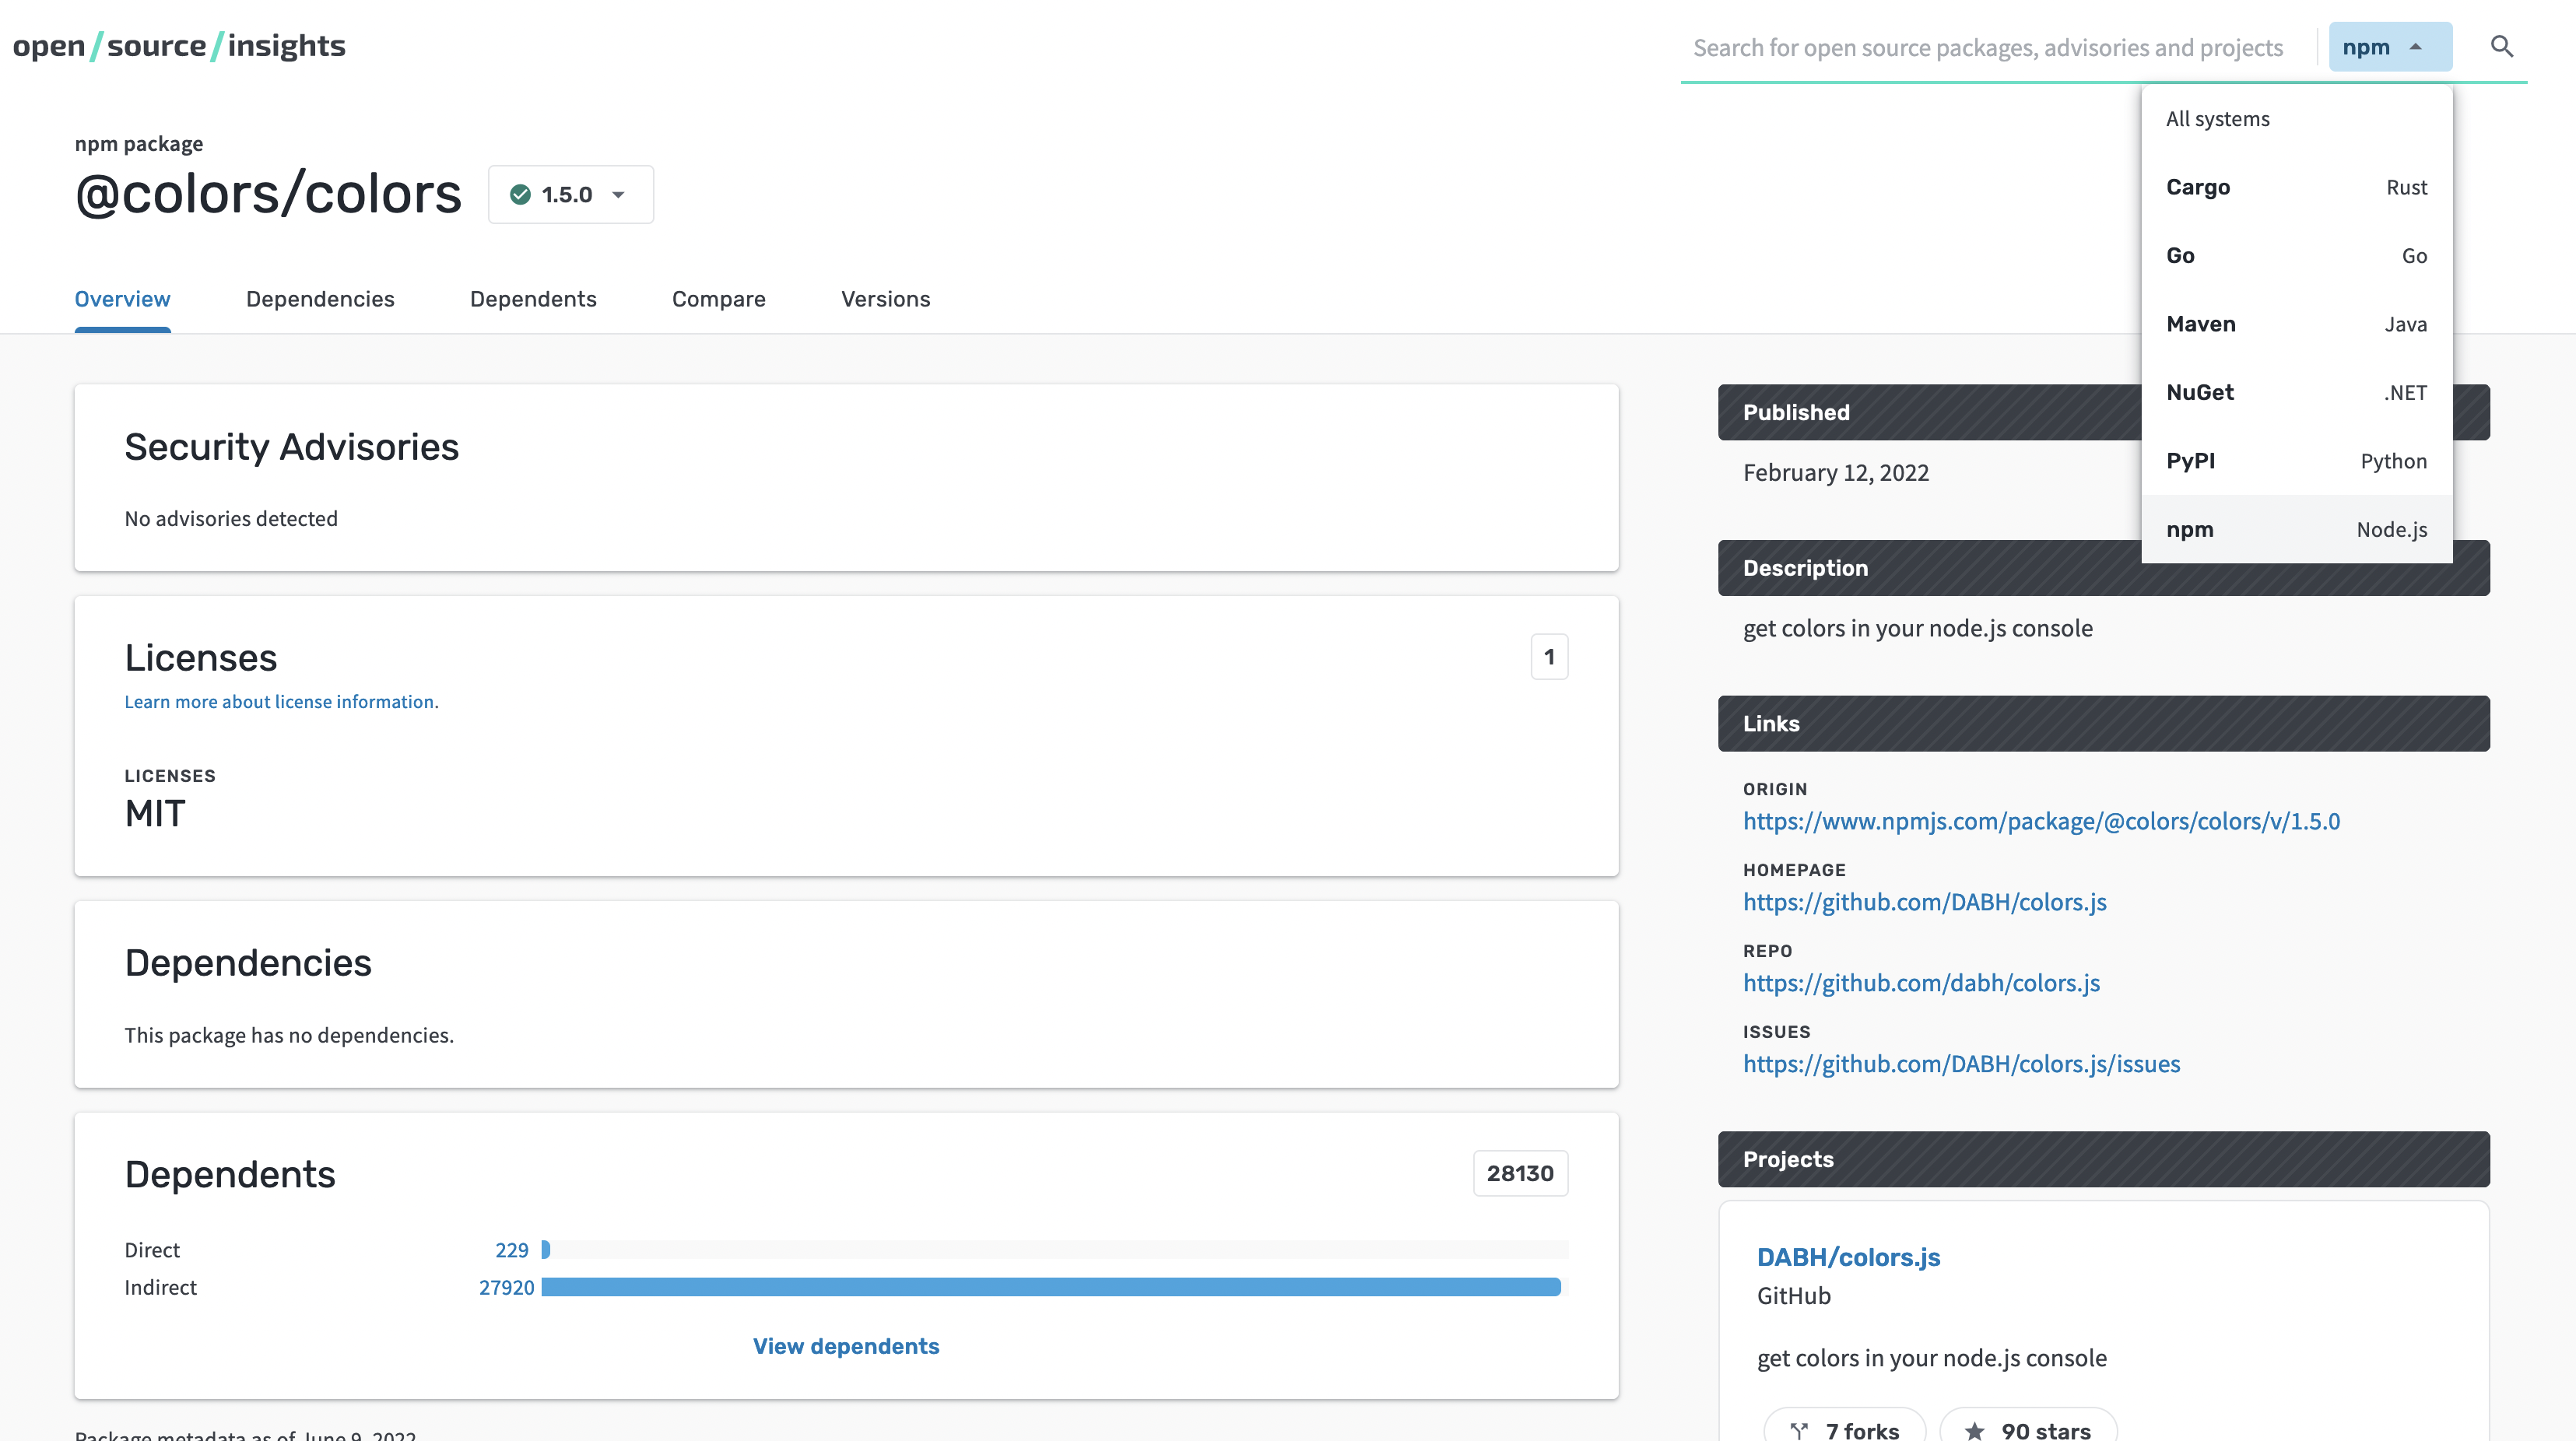 open/source/insights
Search for open source packages, advisories and projects
npm
All systems
Cargo Rust
Go Go
Maven Java
NuGet .NET
PyPI Python
npm Node.js
npm package
@colors/colors
1.5.0
Overview Dependencies Dependents Compare Versions
Security Advisories
No advisories detected
Licenses
1
Learn more about license information.
LICENSES
MIT
Dependencies
This package has no dependencies.
Dependents
28130
Direct 229
Indirect 27920
View dependents
Package metadata as of June 9, 2022
Published
February 12, 2022
Description
get colors in your node.js console
Links
ORIGIN
https://www.npmjs.com/package/@colors/colors/v/1.5.0
HOMEPAGE
https://github.com/DABH/colors.js
REPO
https://github.com/dabh/colors.js
ISSUES
https://github.com/DABH/colors.js/issues
Projects
DABH/colors.js
GitHub
get colors in your node.js console
7 forks 90 stars